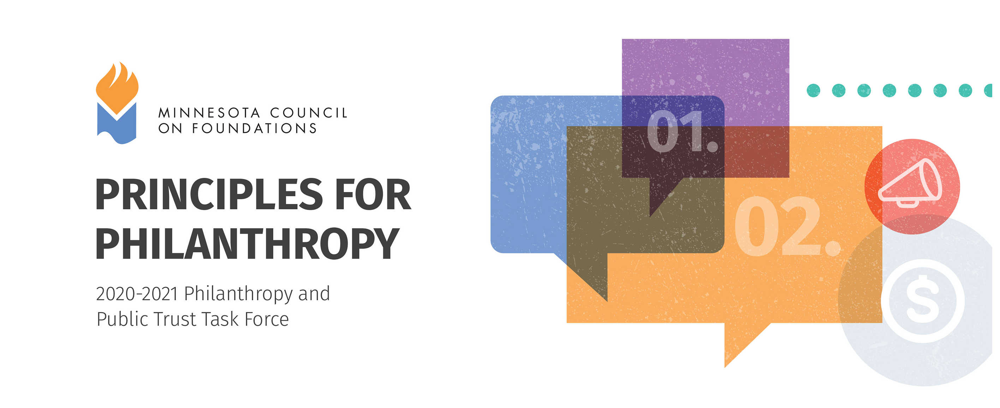 MINNESOTA COUNCIL
ON FOUNDATIONS
PRINCIPLES FOR
PHILANTHROPY
2020-2021 Philanthropy and
Public Trust Task Force
01.
02.
$